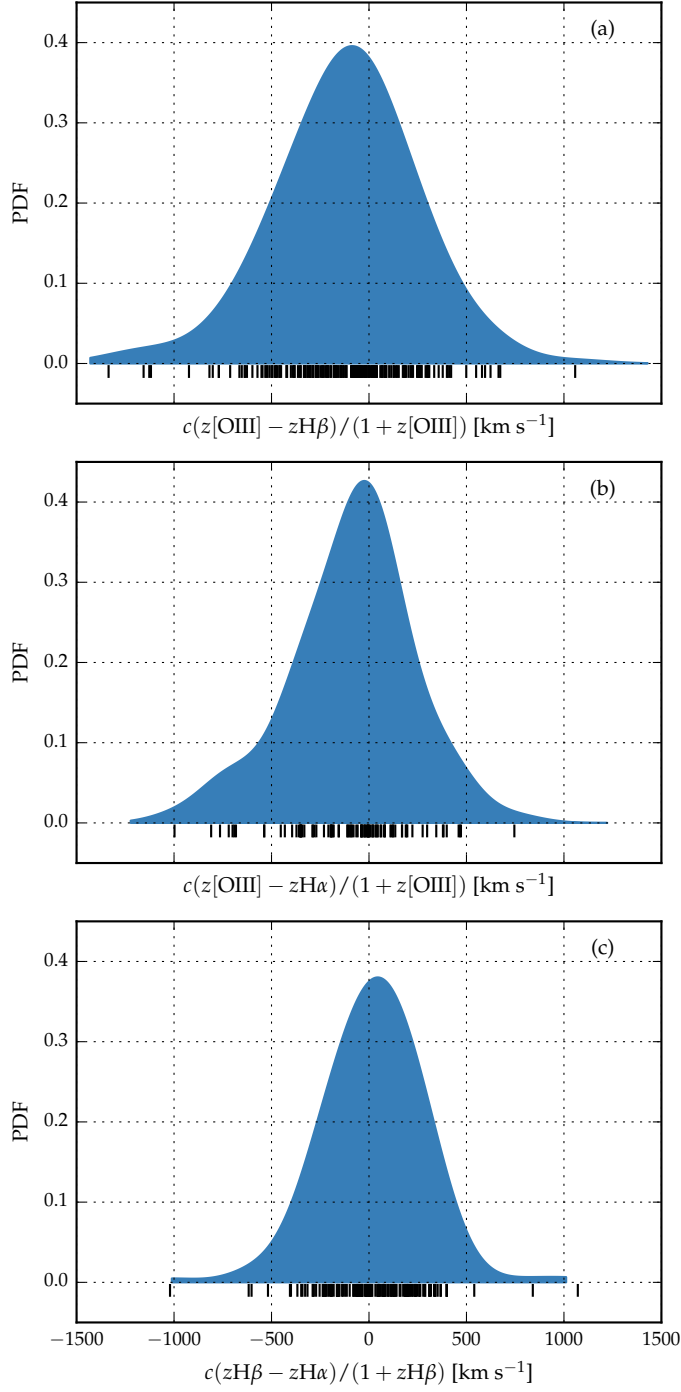 (a)
0.4
0.3
0.2
0.1
0.0
PDF
c(z[OIII] − zHβ)/(1 + z[OIII]) [km s⁻¹]
(b)
0.4
0.3
0.2
0.1
0.0
PDF
c(z[OIII] − zHα)/(1 + z[OIII]) [km s⁻¹]
(c)
0.4
0.3
0.2
0.1
0.0
PDF
−1500 −1000 −500 0 500 1000 1500
c(zHβ − zHα)/(1 + zHβ) [km s⁻¹]